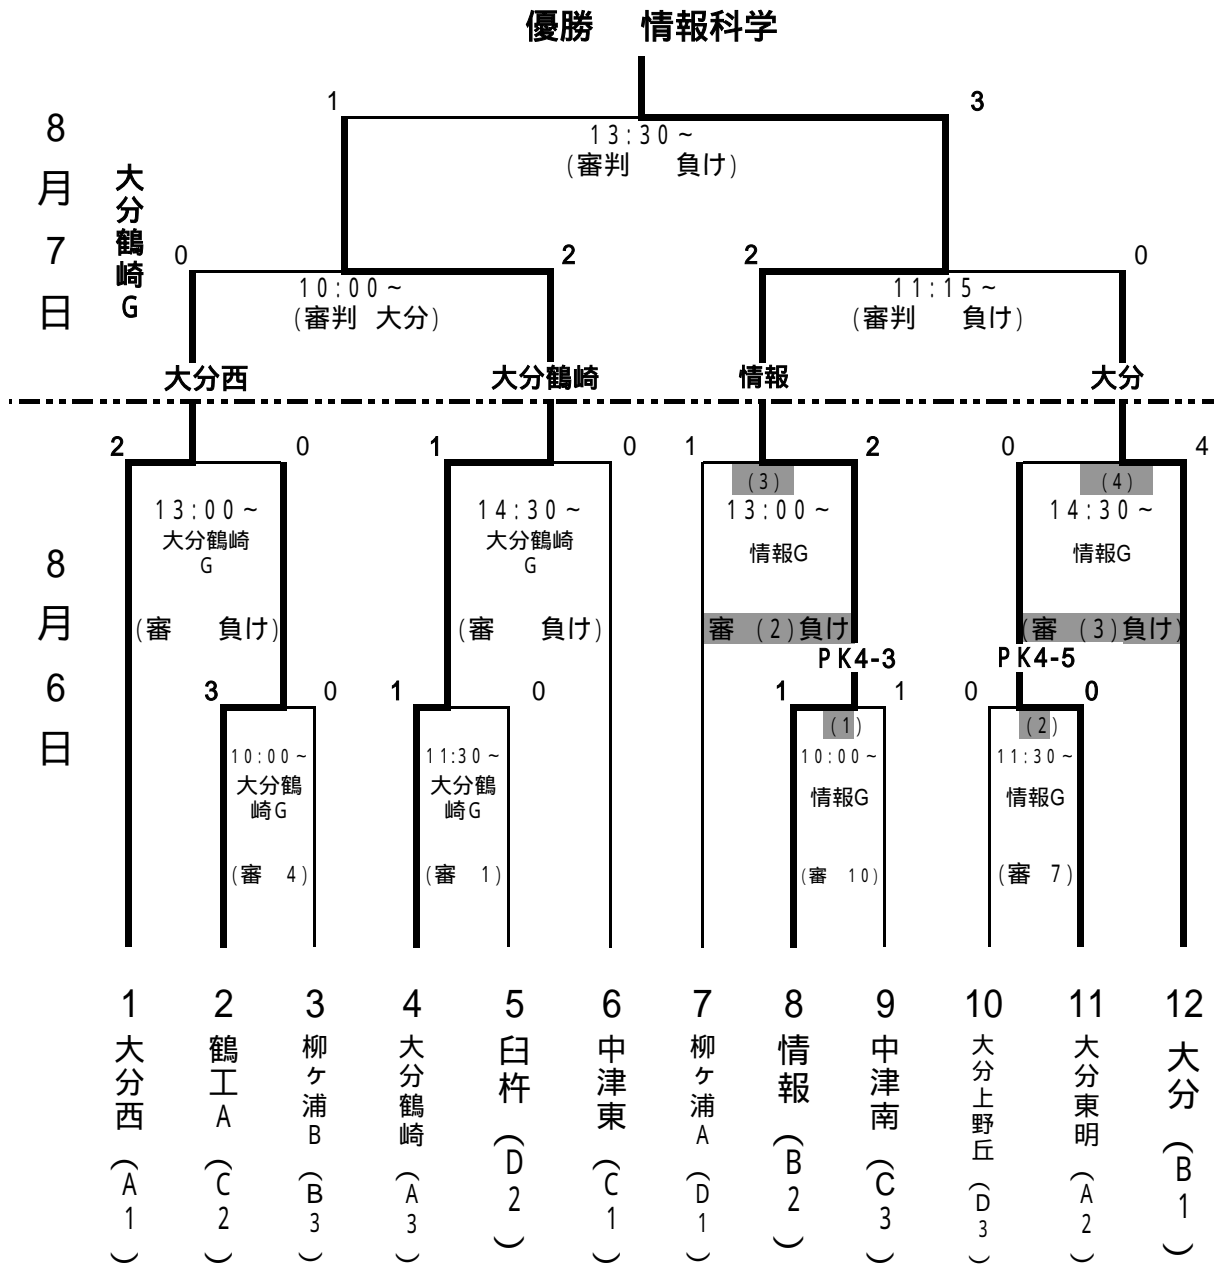 優勝 情報科学
1 3
13:30~
(審判 負け)
8月7日
大分鶴崎G
0 2 2 0
10:00~ 11:15~
(審判 大分) (審判 負け)
大分西 大分鶴崎 情報 大分
2 0 1 0 1 2 0 4
(3) (4)
13:00~ 14:30~ 13:00~ 14:30~
大分鶴崎G 大分鶴崎G 情報G 情報G
8月6日
(審 負け) (審 負け) 審 (2)負け (審 (3)負け)
PK4-3 PK4-5
3 0 1 0 1 1 0 0
(1) (2)
10:00~ 11:30~ 10:00~ 11:30~
大分鶴崎G 大分鶴崎G 情報G 情報G
(審 4) (審 1) (審 10) (審 7)
1 2 3 4 5 6 7 8 9 10 11 12
大分西(A1)
鶴工A(C2)
柳ヶ浦B(B3)
大分鶴崎(A3)
臼杵(D2)
中津東(C1)
柳ヶ浦A(D1)
情報(B2)
中津南(C3)
大分上野丘(D3)
大分東明(A2)
大分(B1)